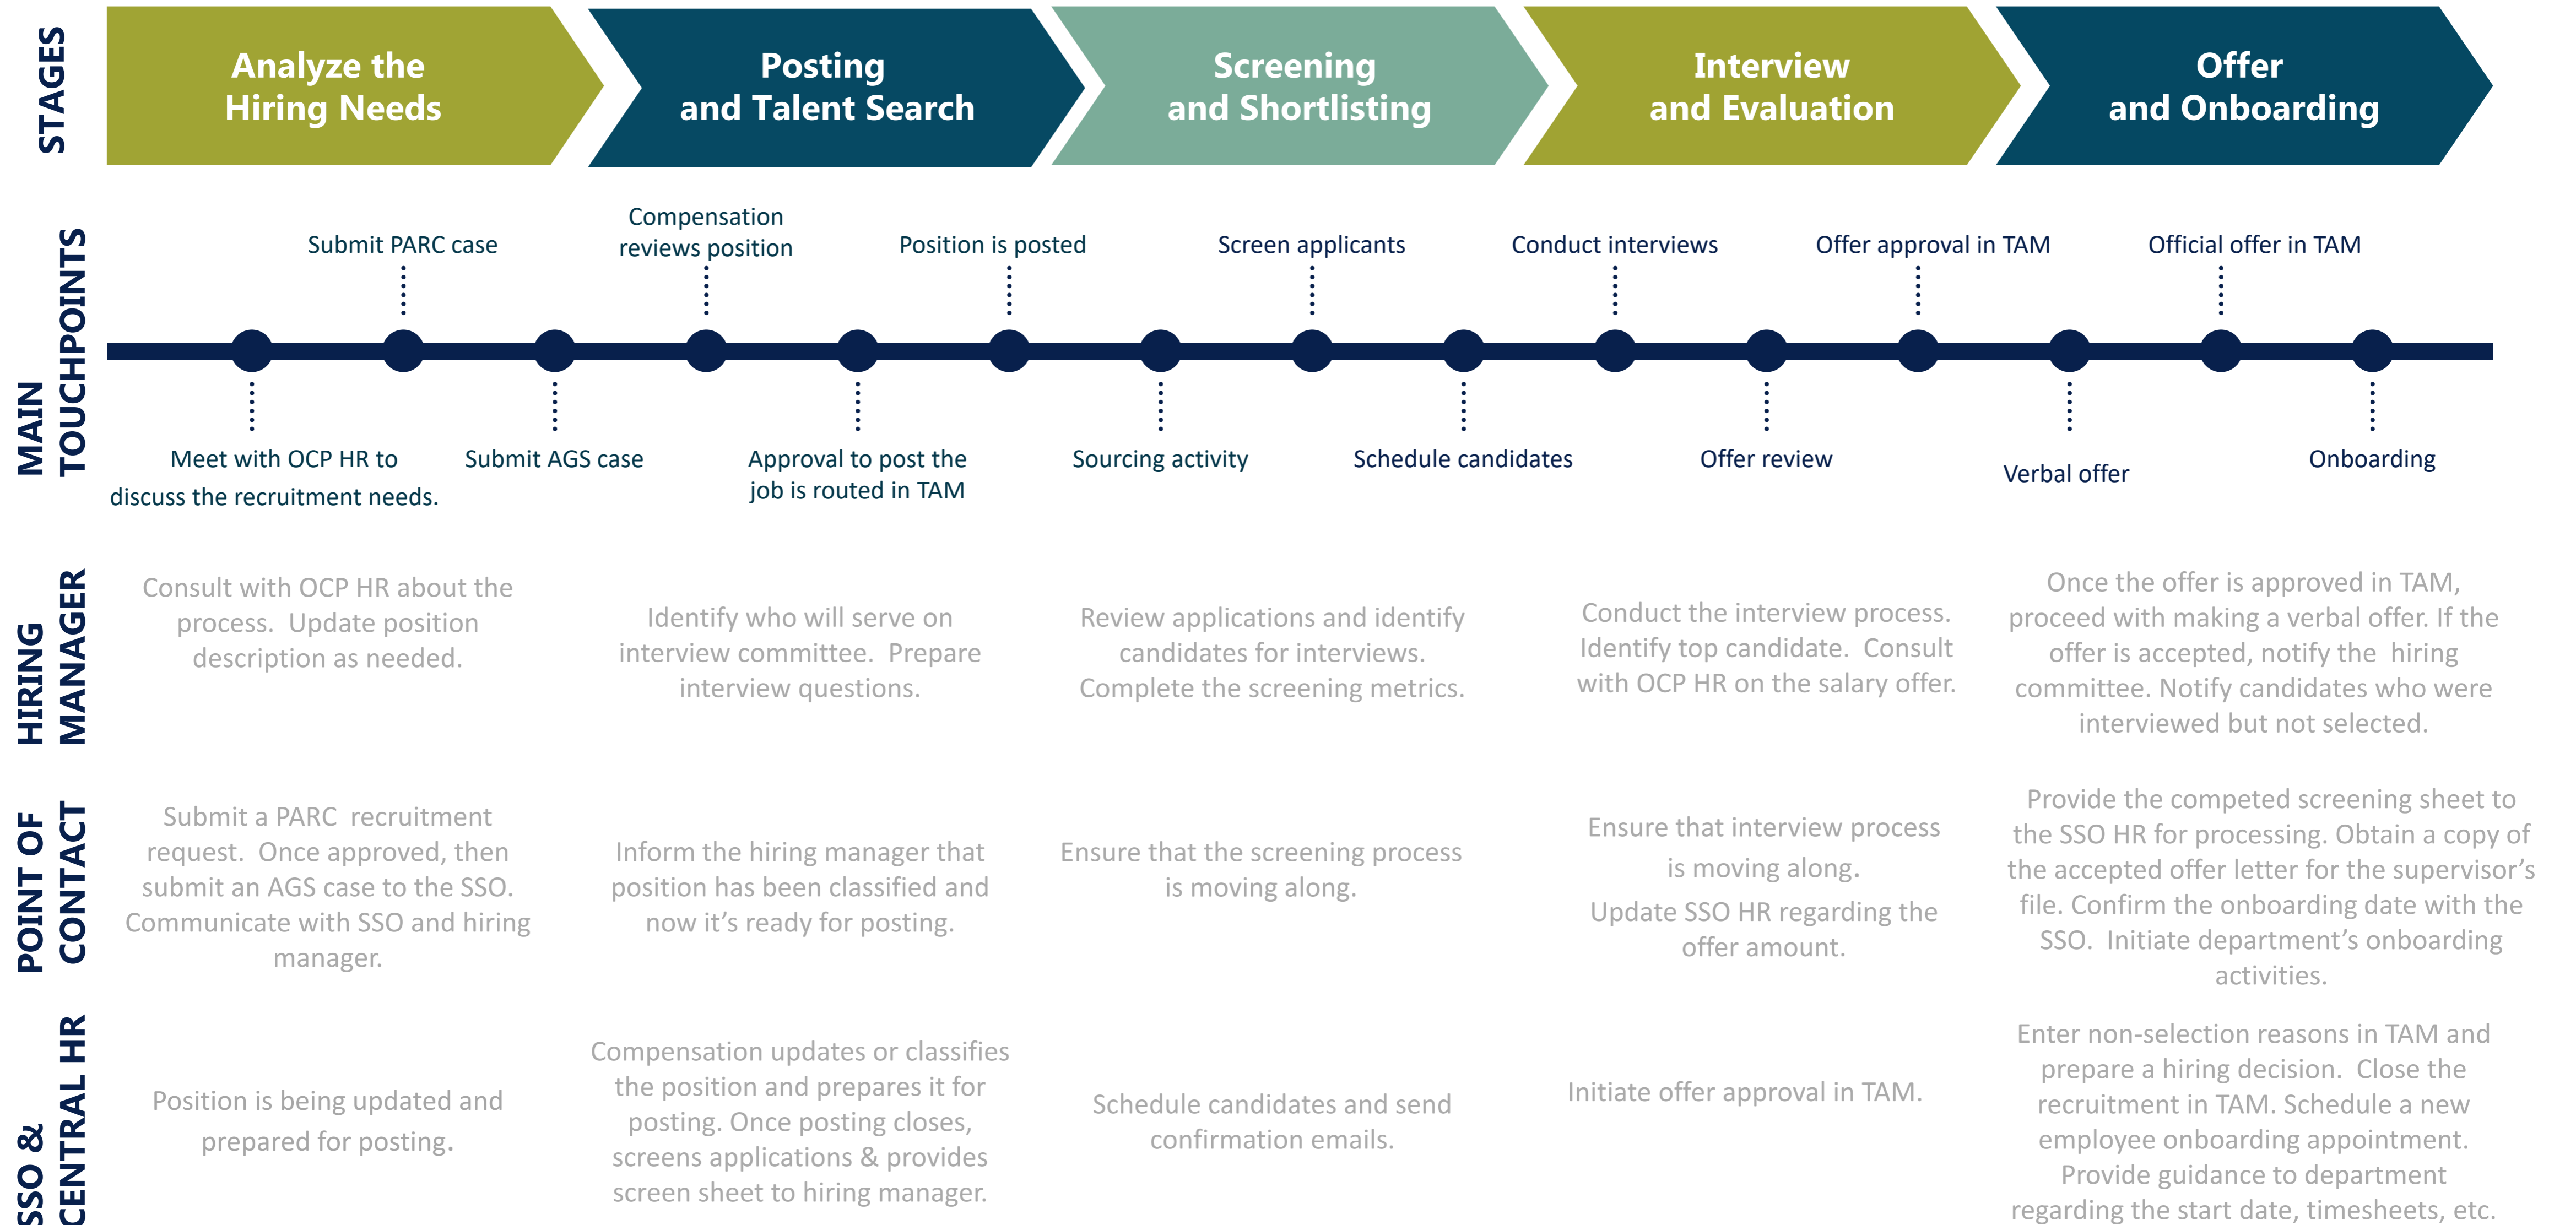 STAGES
Analyze the
Hiring Needs
Posting
and Talent Search
Screening
and Shortlisting
Interview
and Evaluation
Offer
and Onboarding
MAIN
TOUCHPOINTS
Submit PARC case
Compensation
reviews position
Position is posted
Screen applicants
Conduct interviews
Offer approval in TAM
Official offer in TAM
Meet with OCP HR to
discuss the recruitment needs.
Submit AGS case
Approval to post the
job is routed in TAM
Sourcing activity
Schedule candidates
Offer review
Verbal offer
Onboarding
HIRING
MANAGER
Consult with OCP HR about the
process.  Update position
description as needed.
Identify who will serve on
interview committee.  Prepare
interview questions.
Review applications and identify
candidates for interviews.
Complete the screening metrics.
Conduct the interview process.
Identify top candidate.  Consult
with OCP HR on the salary offer.
Once the offer is approved in TAM,
proceed with making a verbal offer. If the
offer is accepted, notify the  hiring
committee. Notify candidates who were
interviewed but not selected.
POINT OF
CONTACT
Submit a PARC  recruitment
request.  Once approved, then
submit an AGS case to the SSO.
Communicate with SSO and hiring
manager.
Inform the hiring manager that
position has been classified and
now it's ready for posting.
Ensure that the screening process
is moving along.
Ensure that interview process
is moving along.
Update SSO HR regarding the
offer amount.
Provide the competed screening sheet to
the SSO HR for processing. Obtain a copy of
the accepted offer letter for the supervisor's
file. Confirm the onboarding date with the
SSO.  Initiate department's onboarding
activities.
SSO &
CENTRAL HR
Position is being updated and
prepared for posting.
Compensation updates or classifies
the position and prepares it for
posting. Once posting closes,
screens applications & provides
screen sheet to hiring manager.
Schedule candidates and send
confirmation emails.
Initiate offer approval in TAM.
Enter non-selection reasons in TAM and
prepare a hiring decision.  Close the
recruitment in TAM. Schedule a new
employee onboarding appointment.
Provide guidance to department
regarding the start date, timesheets, etc.